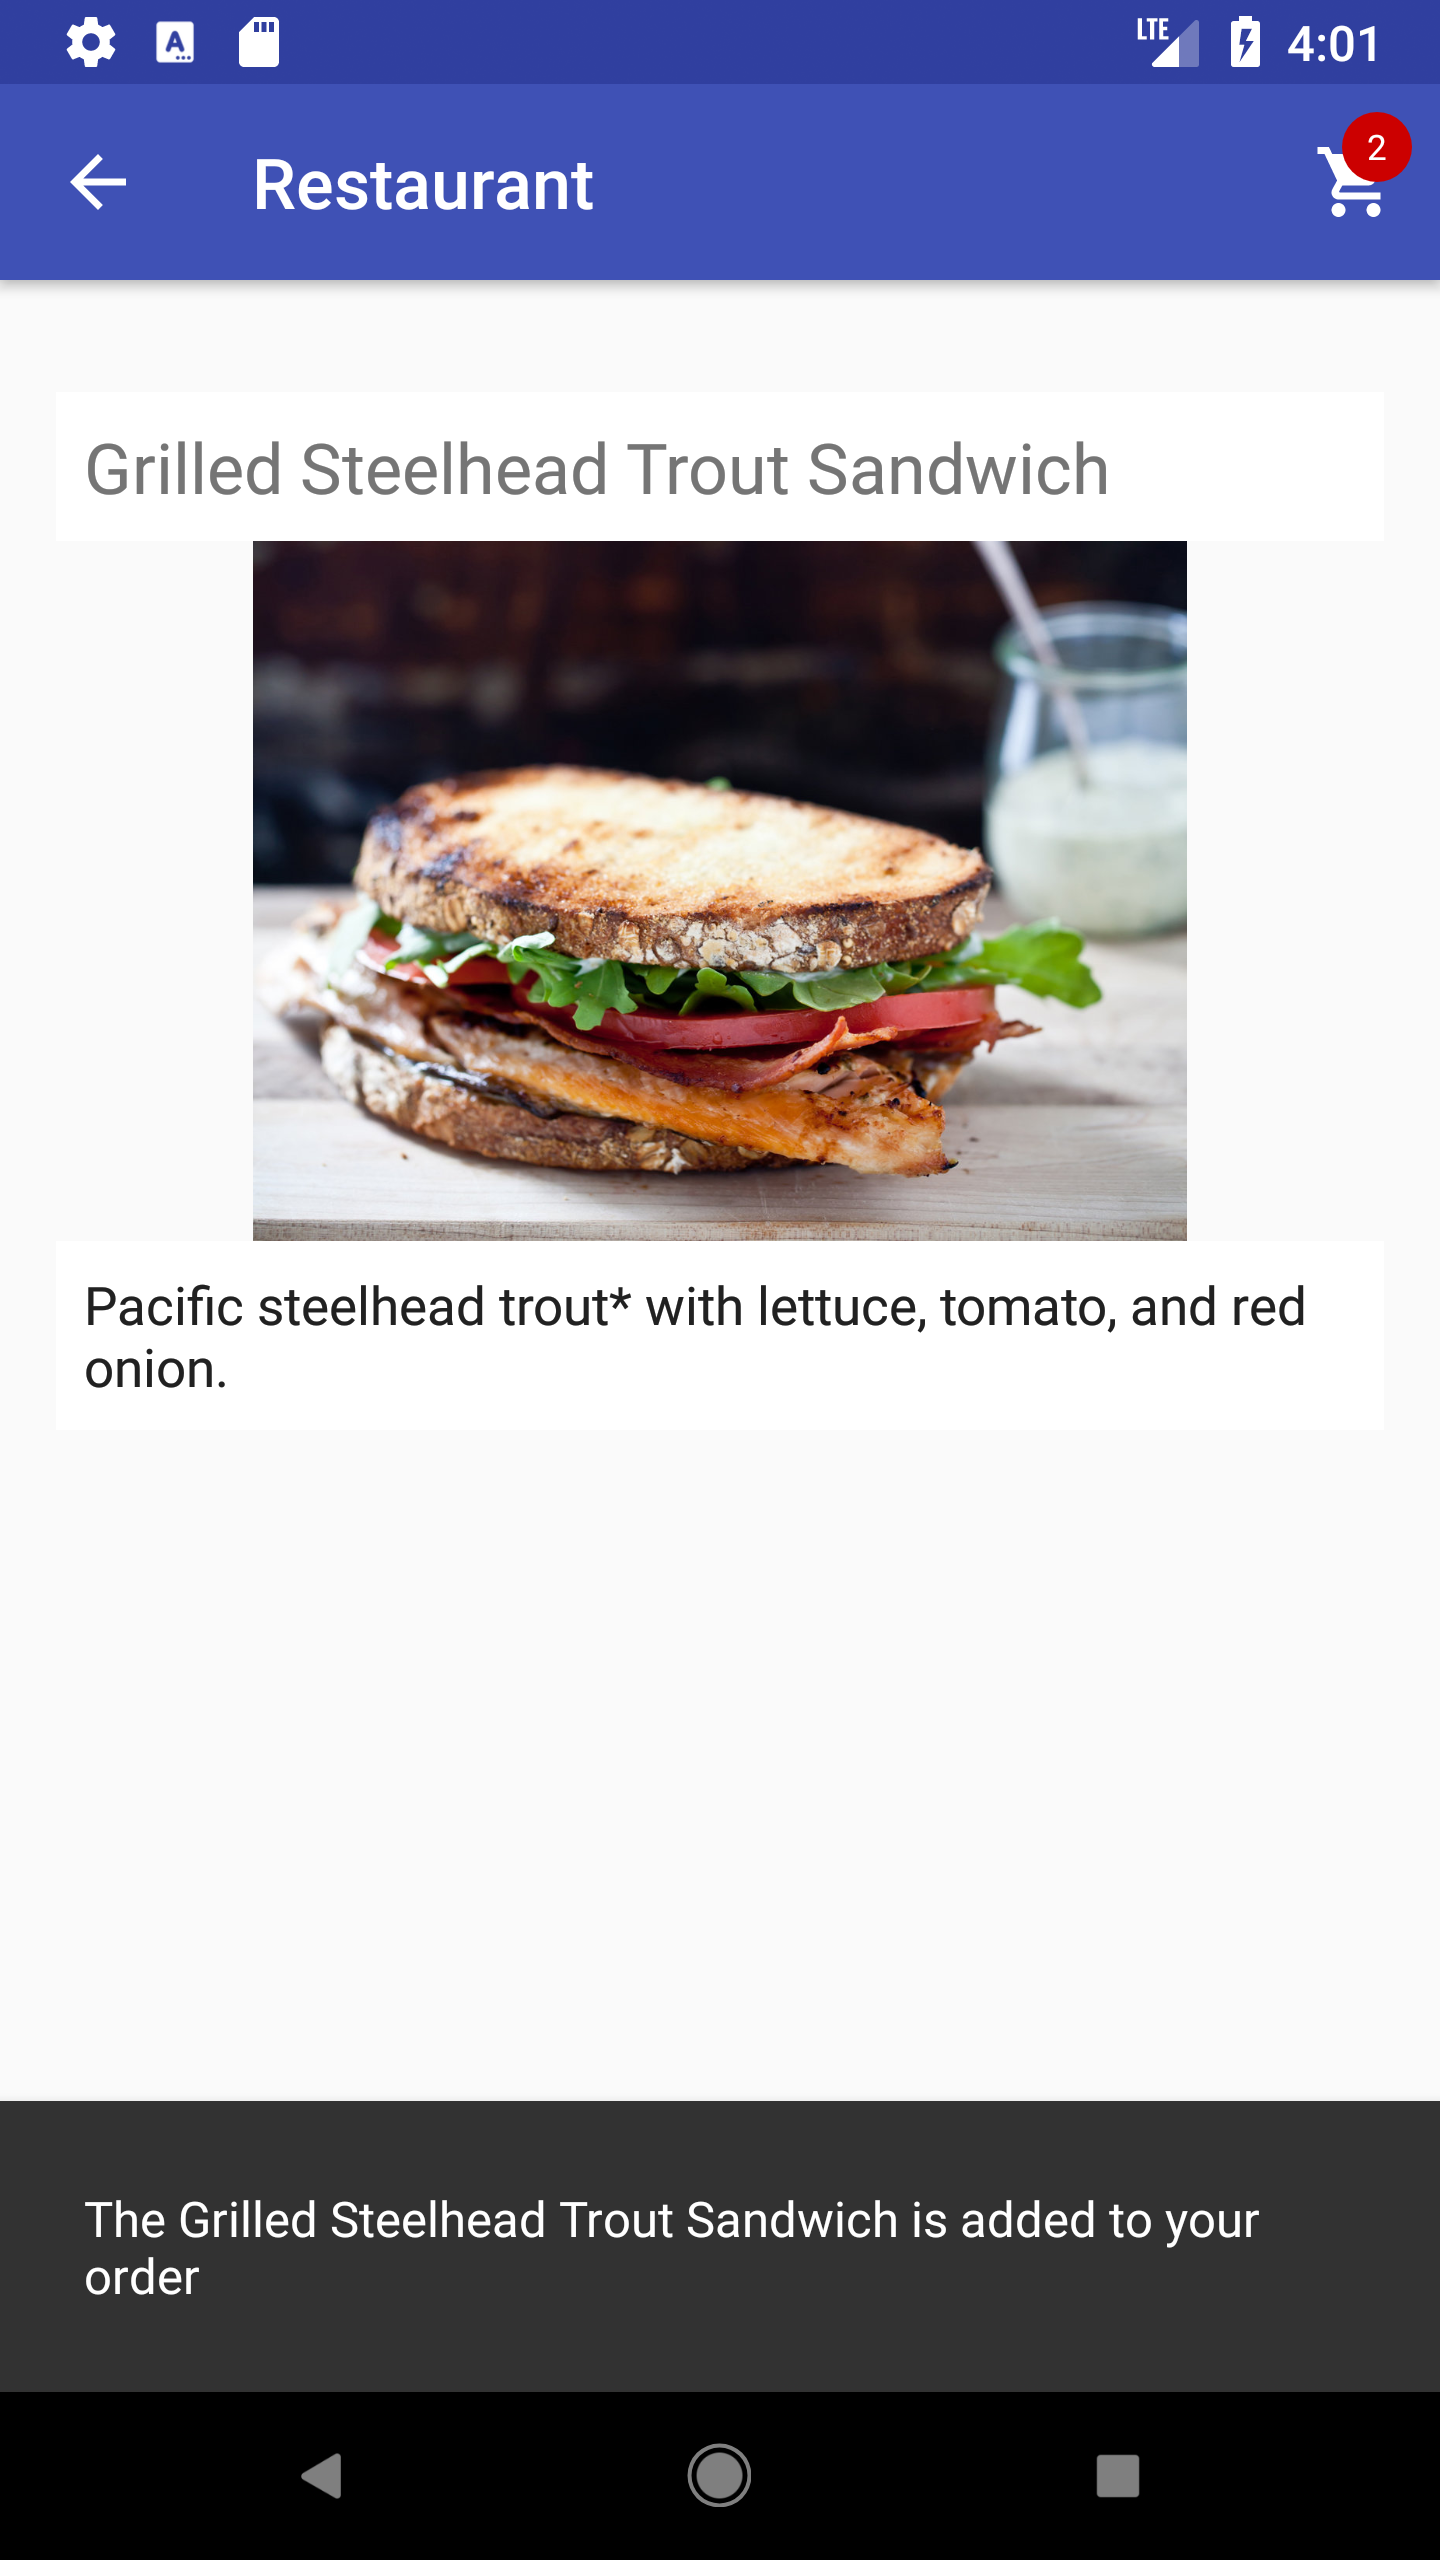 LTE 4:01
Restaurant 2
Grilled Steelhead Trout Sandwich
Pacific steelhead trout* with lettuce, tomato, and red
onion.
The Grilled Steelhead Trout Sandwich is added to your
order